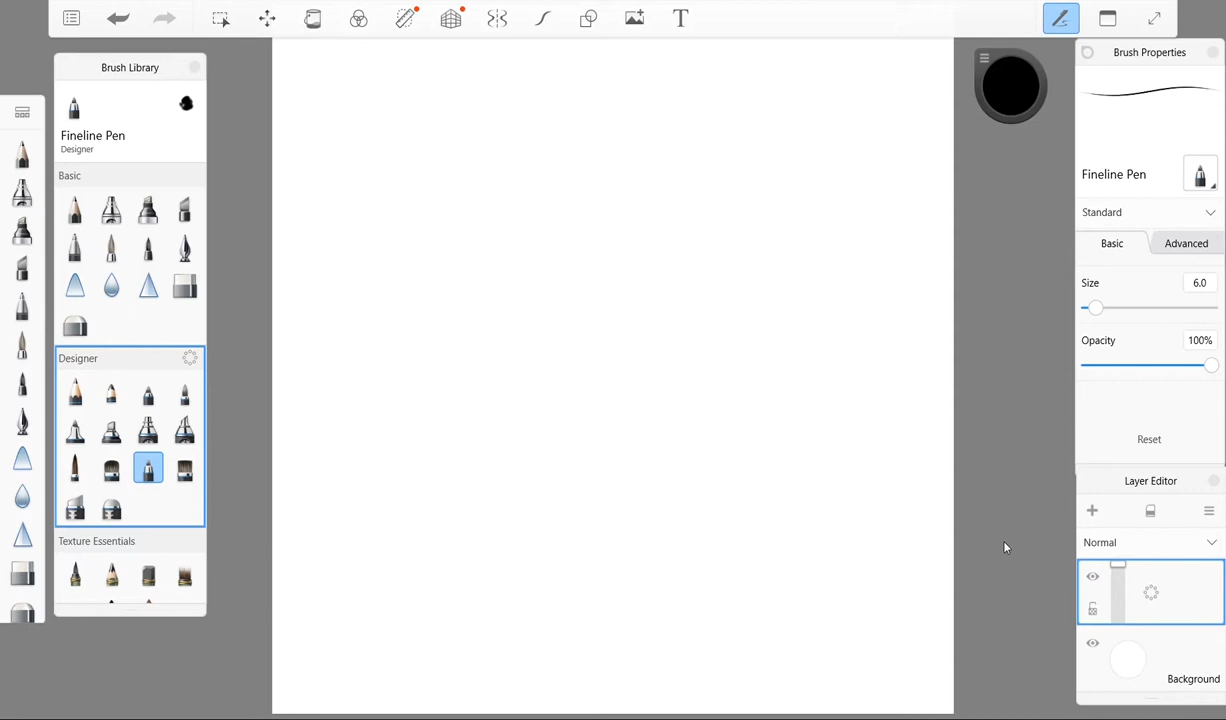 T
Brush Library
Brush Properties
Fineline Pen
Designer
Basic
Fineline Pen
Standard
Basic
Advanced
Size
6.0
Opacity
100%
Designer
Reset
Layer Editor
Normal
Texture Essentials
Background